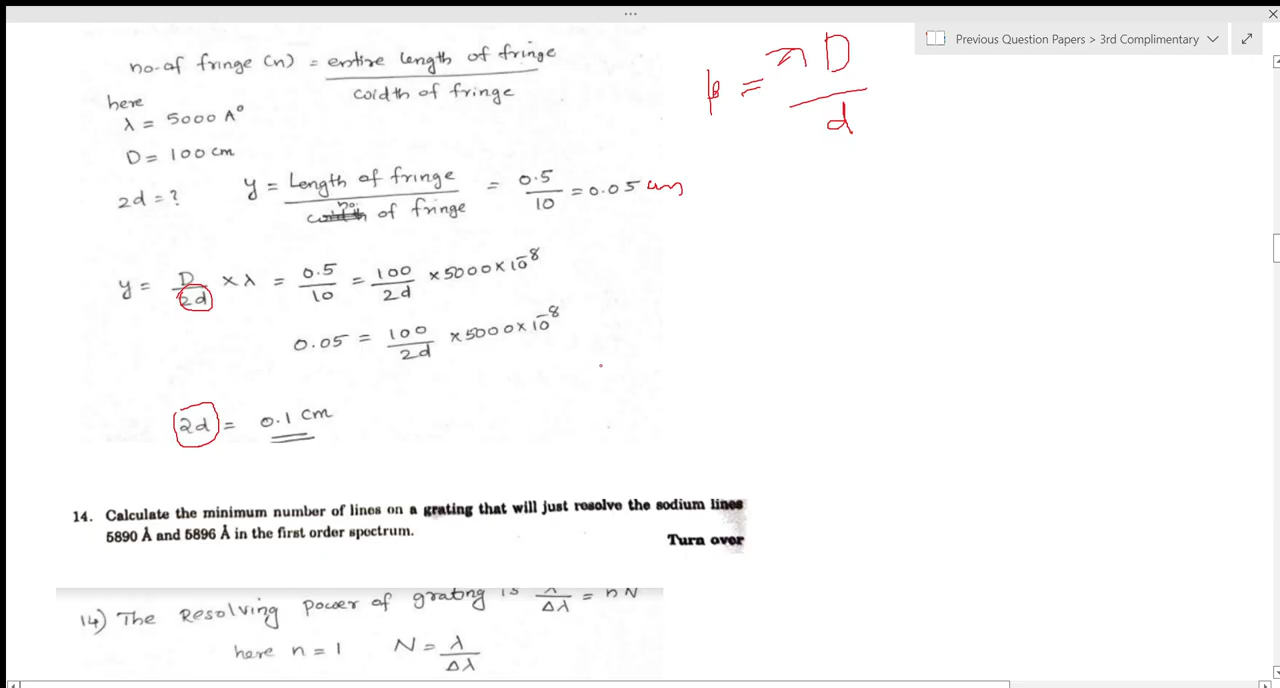 Previous Question Papers > 3rd Complimentary
no. of fringe (n) = entire length of fringe / width of fringe
β = λ D / d
here
λ = 5000 A°
D = 100 cm
2d = ?
y = Length of fringe / no. of fringe = 0.5 / 10 = 0.05 cm
y = D / 2d × λ = 0.5 / 10 = 100 / 2d × 5000 × 10⁻⁸
0.05 = 100 / 2d × 5000 × 10⁻⁸
2d = 0.1 cm
14. Calculate the minimum number of lines on a grating that will just resolve the sodium lines
5890 Å and 5896 Å in the first order spectrum.
Turn over
14) The Resolving power of grating is λ / Δλ = nN
here n = 1 N = λ / Δλ